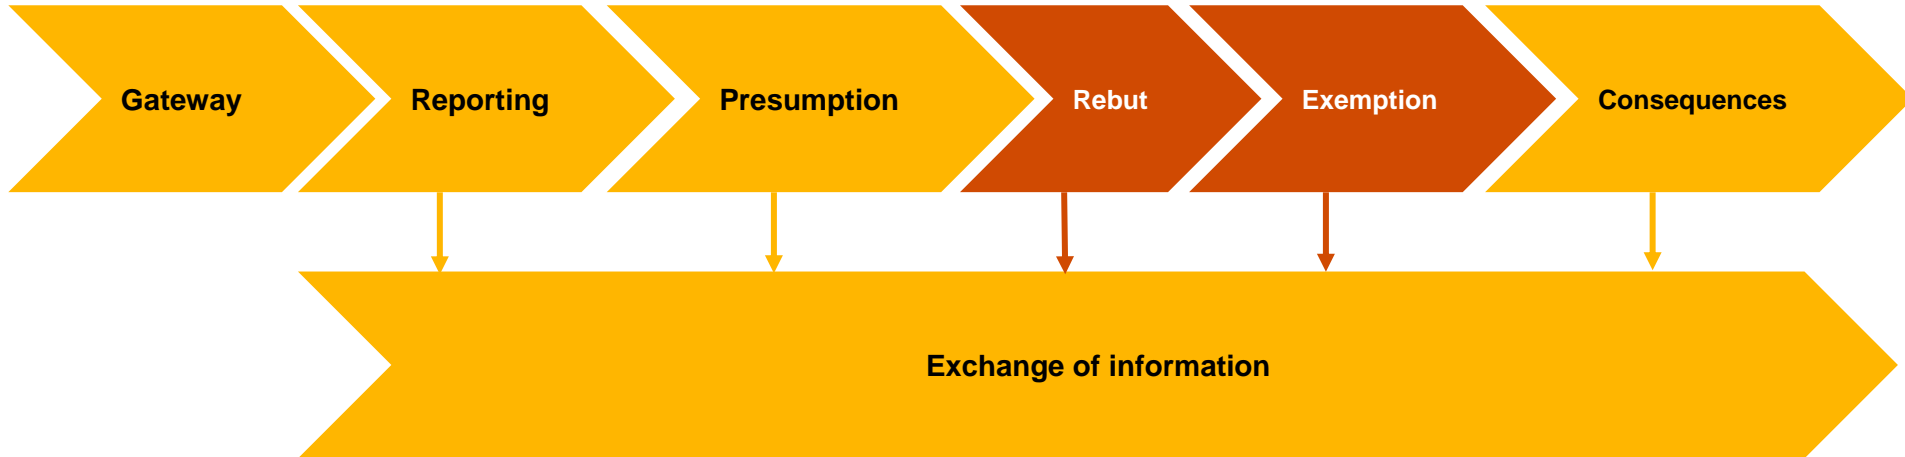 Gateway
Reporting
Presumption
Rebut
Exemption
Consequences
Exchange of information